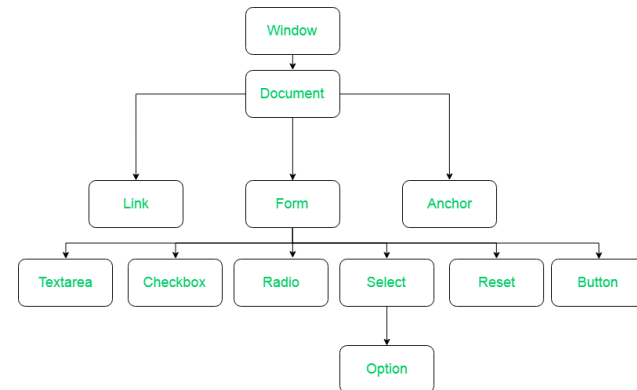 Window
Document
Link
Form
Anchor
Textarea
Checkbox
Radio
Select
Reset
Button
Option